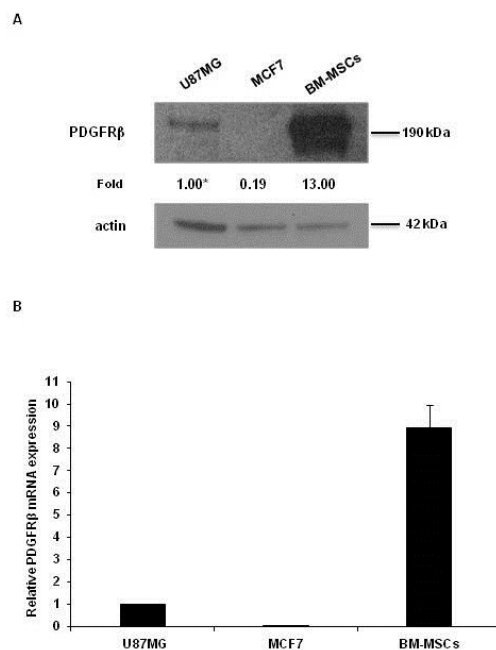 A
U87MG MCF7 BM-MSCs
PDGFRβ 190 kDa
Fold 1.00* 0.19 13.00
actin 42 kDa
B
Relative PDGFRβ mRNA expression
11
10
9
8
7
6
5
4
3
2
1
0
U87MG MCF7 BM-MSCs